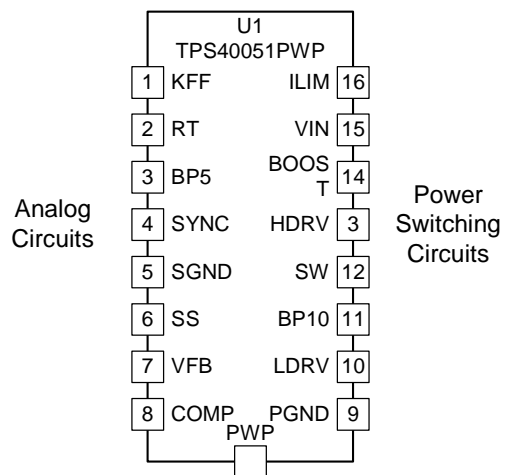 U1
TPS40051PWP
1 KFF ILIM 16
2 RT VIN 15
3 BP5 BOOS
T 14
4 SYNC HDRV 3
5 SGND SW 12
6 SS BP10 11
7 VFB LDRV 10
8 COMP PGND 9
PWP
Analog
Circuits
Power
Switching
Circuits